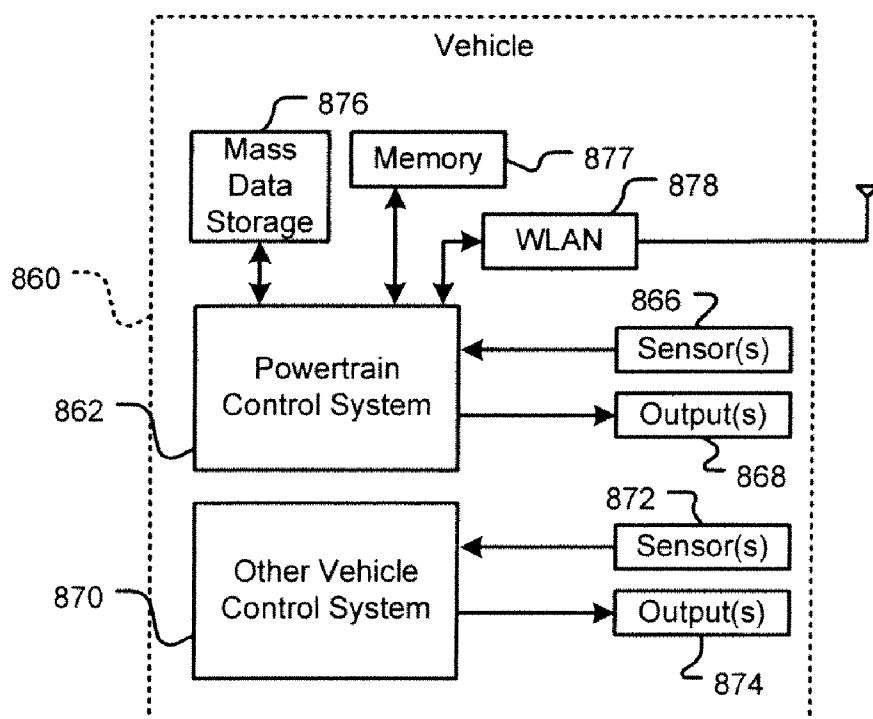 Vehicle
876
Mass
Data
Storage
Memory
877
878
WLAN
860
866
Sensor(s)
Powertrain
Control System
862
Output(s)
868
872
Sensor(s)
Other Vehicle
Control System
870
Output(s)
874